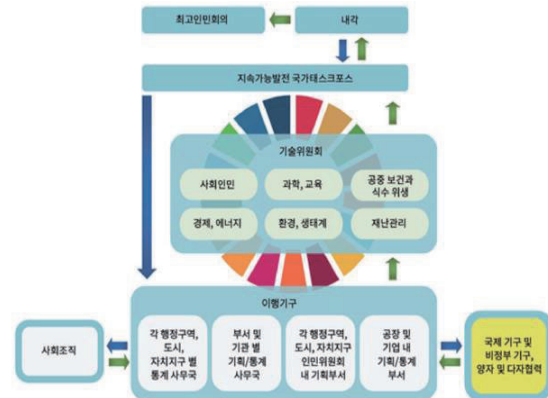 최고인민회의
내각
지속가능발전 국가태스크포스
기술위원회
사회인민
과학, 교육
공중 보건과
식수 위생
경제, 에너지
환경, 생태계
재난관리
이행기구
사회조직
각 행정구역,
도시,
자치지구 별
통계 사무국
부서 및
기관 별
기획/통계
사무국
각 행정구역,
도시, 자치지구
인민위원회
내 기획부서
공장 및
기업 내
기획/통계
부서
국제 기구 및
비정부 기구,
양자 및 다자협력